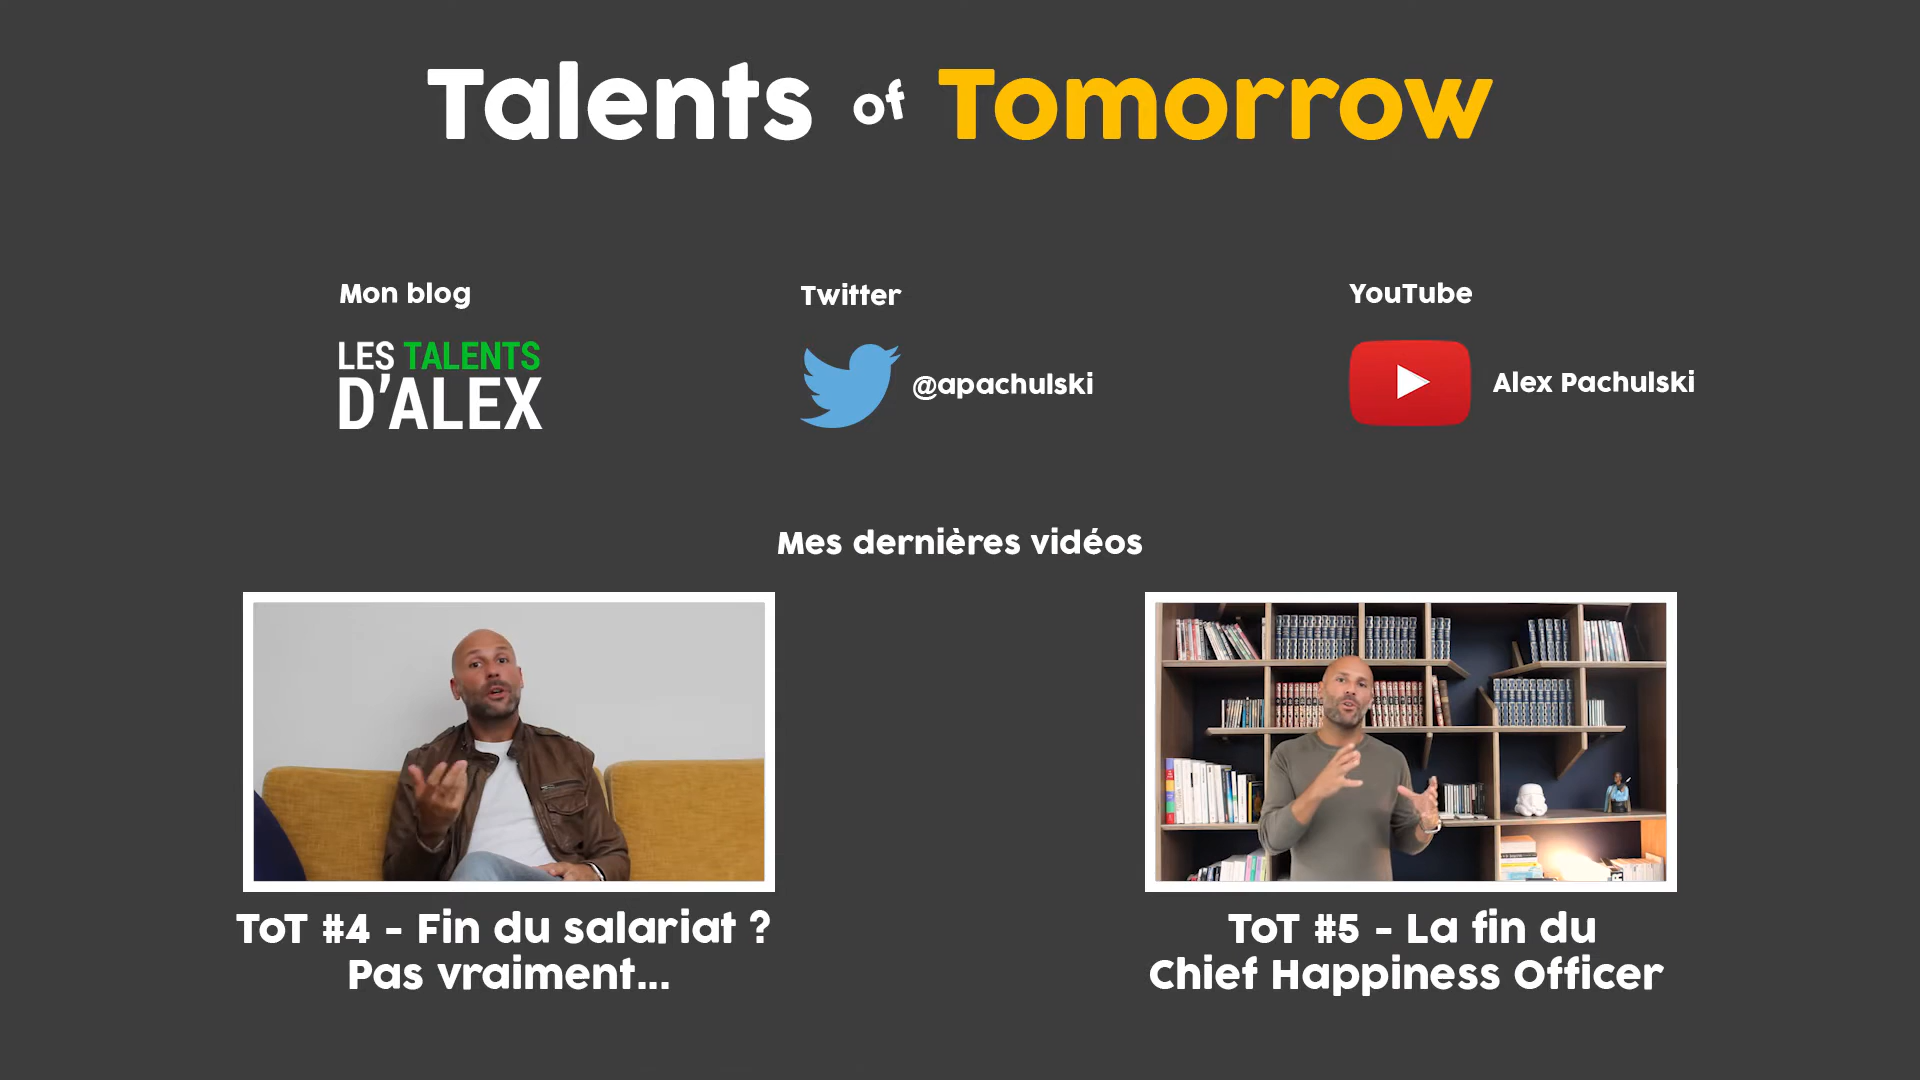 Talents of Tomorrow
Mon blog
LES TALENTS
D'ALEX
Twitter
@apachulski
YouTube
Alex Pachulski
Mes dernières vidéos
ToT #4 - Fin du salariat ?
Pas vraiment...
ToT #5 - La fin du
Chief Happiness Officer